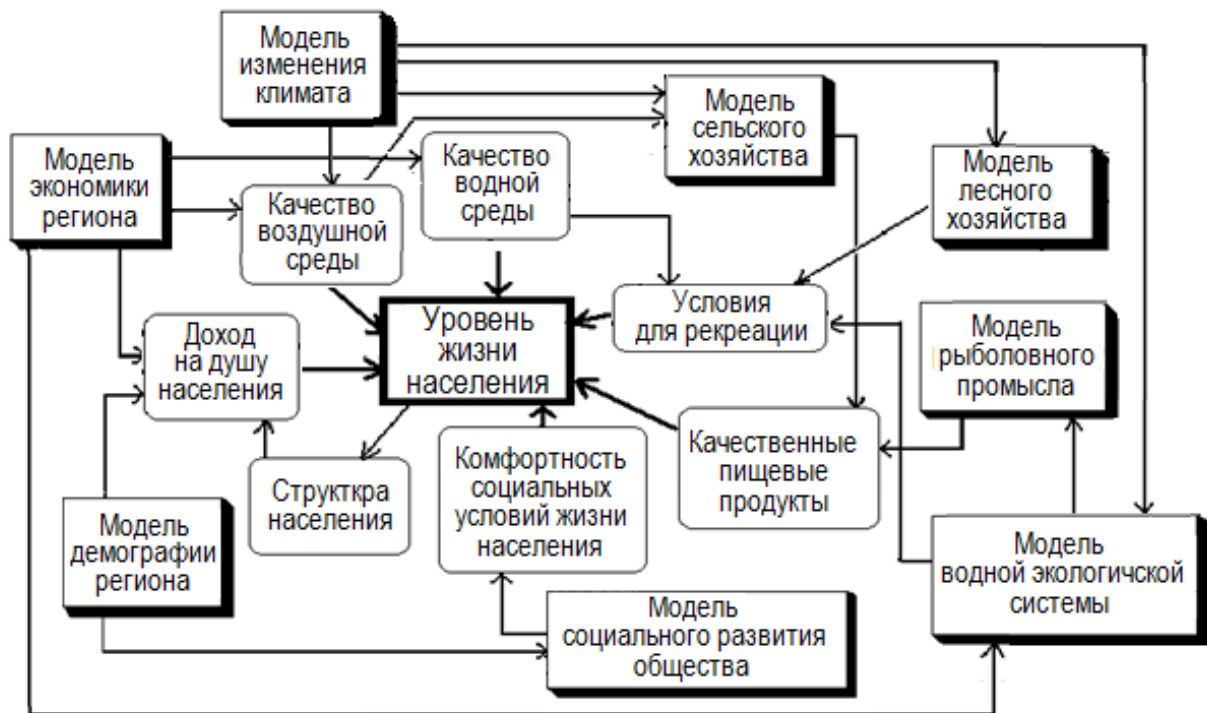 Модель
изменения
климата
Модель
сельского
хозяйства
Модель
экономики
региона
Качество
водной
среды
Модель
лесного
хозяйства
Качество
воздушной
среды
Уровень
жизни
населения
Условия
для рекреации
Доход
на душу
населения
Модель
рыболовного
промысла
Качественные
пищевые
продукты
Комфортность
социальных
условий жизни
населения
Структкра
населения
Модель
демографии
региона
Модель
водной экологичской
системы
Модель
социального развития
общества